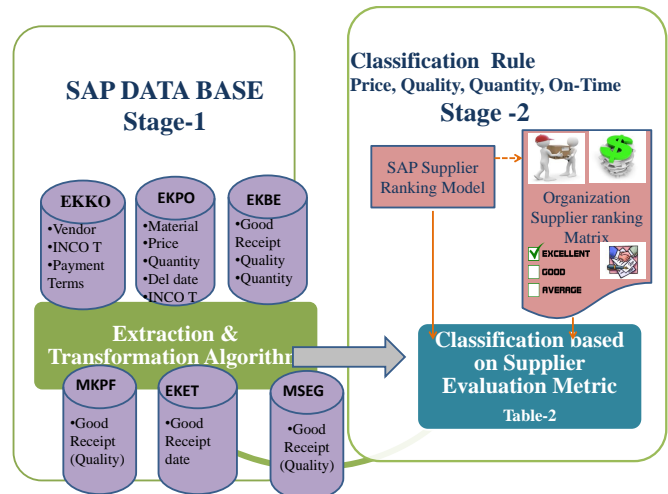 SAP DATA BASE
Stage-1
EKKO
•Vendor
•INCO T
•Payment
Terms
EKPO
•Material
•Price
•Quantity
•Del date
•INCO T
EKBE
•Good
Receipt
•Quality
•Quantity
Extraction &
Transformation Algorithm
MKPF
•Good
Receipt
(Quality)
EKET
•Good
Receipt
date
MSEG
•Good
Receipt
(Quality)
Classification Rule
Price, Quality, Quantity, On-Time
Stage -2
SAP Supplier
Ranking Model
Organization
Supplier ranking
Matrix
EXCELLENT
GOOD
AVERAGE
Classification based
on Supplier
Evaluation Metric
Table-2